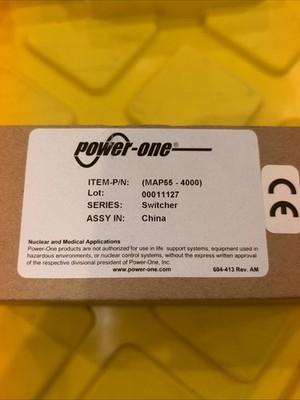 power-one®
ITEM-P/N: (MAP55 - 4000)
Lot: 00011127
SERIES: Switcher
ASSY IN: China
Nuclear and Medical Applications
Power-One products are not authorized for use in life support systems, equipment used in
hazardous environments, or nuclear control systems, without the express written approval
of the respective divisional president of Power-One, Inc.
www.power-one.com 604-413 Rev. AM
CE